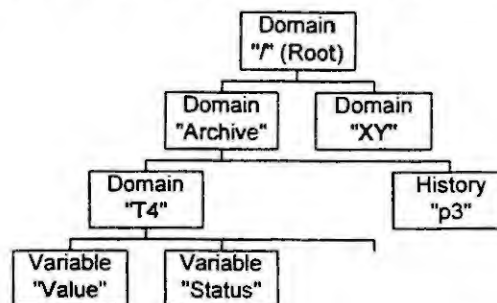 Domain
"/" (Root)
Domain
"Archive"
Domain
"XY"
Domain
"T4"
History
"p3"
Variable
"Value"
Variable
"Status"